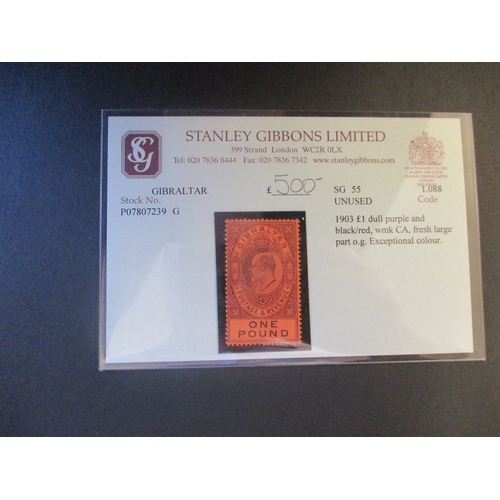 SG
STANLEY GIBBONS LIMITED
399 Strand London WC2R 0LX
Tel: 020 7836 8444 Fax: 020 7836 7342 www.stanleygibbons.com
GIBRALTAR £ 500- SG 55 1.088
Stock No. UNUSED Code
P07807239 G
1903 £1 dull purple and
black/red, wmk CA, fresh large
part o.g. Exceptional colour.
GIBRALTAR
POSTAGE & REVENUE
ONE
POUND